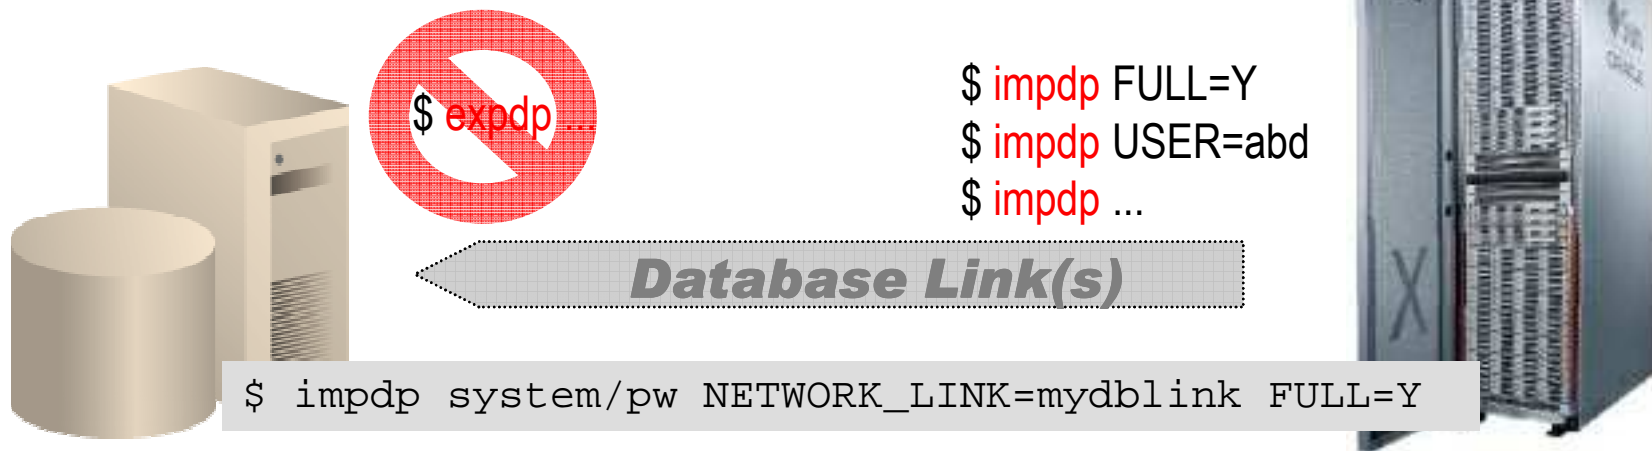 $ expdp ...
$ impdp FULL=Y
$ impdp USER=abd
$ impdp ...
Database Link(s)
$ impdp system/pw NETWORK_LINK=mydblink FULL=Y
X